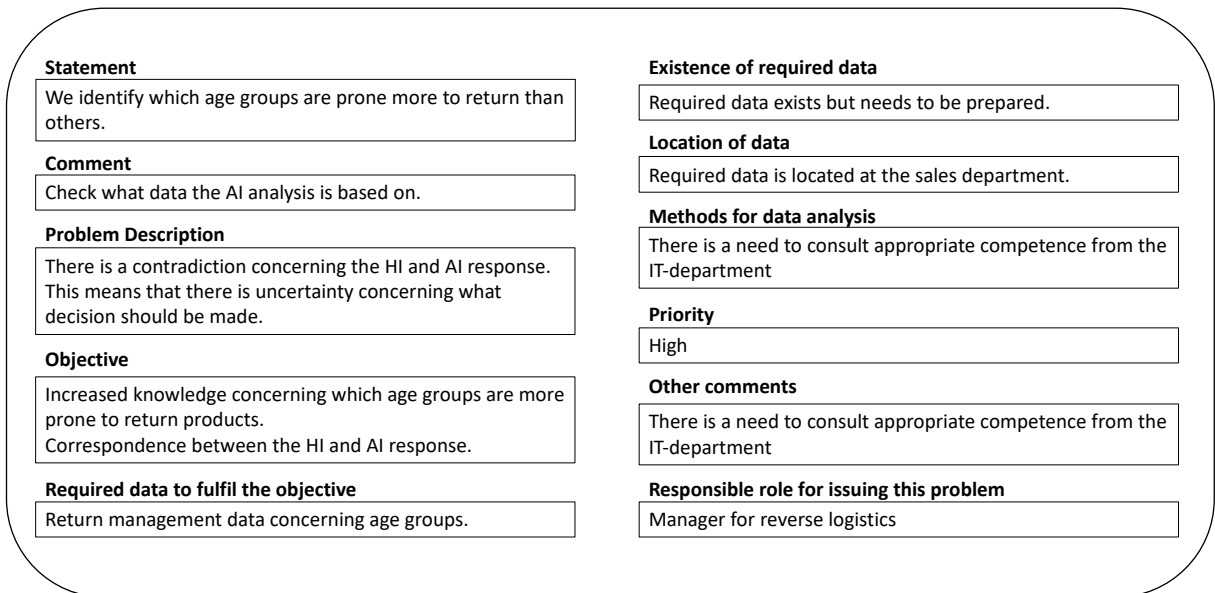 Statement
We identify which age groups are prone more to return than
others.
Comment
Check what data the AI analysis is based on.
Problem Description
There is a contradiction concerning the HI and AI response.
This means that there is uncertainty concerning what
decision should be made.
Objective
Increased knowledge concerning which age groups are more
prone to return products.
Correspondence between the HI and AI response.
Required data to fulfil the objective
Return management data concerning age groups.
Existence of required data
Required data exists but needs to be prepared.
Location of data
Required data is located at the sales department.
Methods for data analysis
There is a need to consult appropriate competence from the
IT-department
Priority
High
Other comments
There is a need to consult appropriate competence from the
IT-department
Responsible role for issuing this problem
Manager for reverse logistics